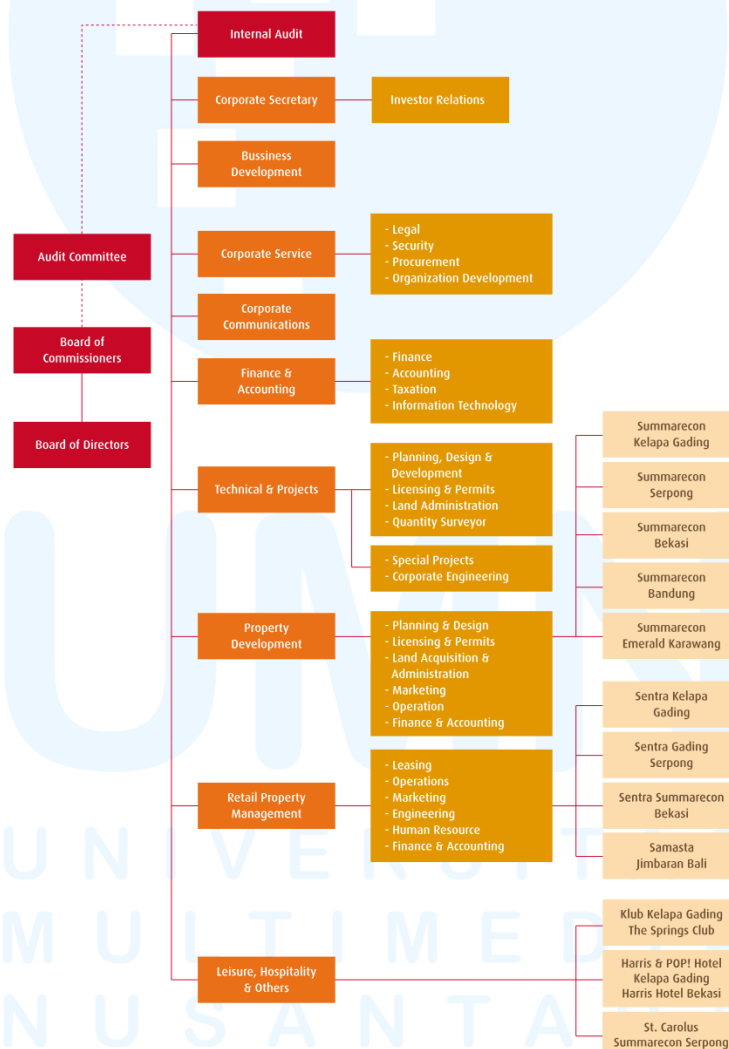 Internal Audit
Corporate Secretary
Investor Relations
Bussiness
Development
Audit Committee
Corporate Service
- Legal
- Security
- Procurement
- Organization Development
Corporate
Communications
Board of
Commissioners
Finance &
Accounting
- Finance
- Accounting
- Taxation
- Information Technology
Board of Directors
Technical & Projects
- Planning, Design &
Development
- Licensing & Permits
- Land Administration
- Quantity Surveyor
- Special Projects
- Corporate Engineering
Summarecon
Kelapa Gading
Summarecon
Serpong
Summarecon
Bekasi
Summarecon
Bandung
Summarecon
Emerald Karawang
Property
Development
- Planning & Design
- Licensing & Permits
- Land Acquisition &
Administration
- Marketing
- Operation
- Finance & Accounting
Retail Property
Management
- Leasing
- Operations
- Marketing
- Engineering
- Human Resource
- Finance & Accounting
Sentra Kelapa
Gading
Sentra Gading
Serpong
Sentra Summarecon
Bekasi
Samasta
Jimbaran Bali
Leisure, Hospitality
& Others
Klub Kelapa Gading
The Springs Club
Harris & POP! Hotel
Kelapa Gading
Harris Hotel Bekasi
St. Carolus
Summarecon Serpong
UMN